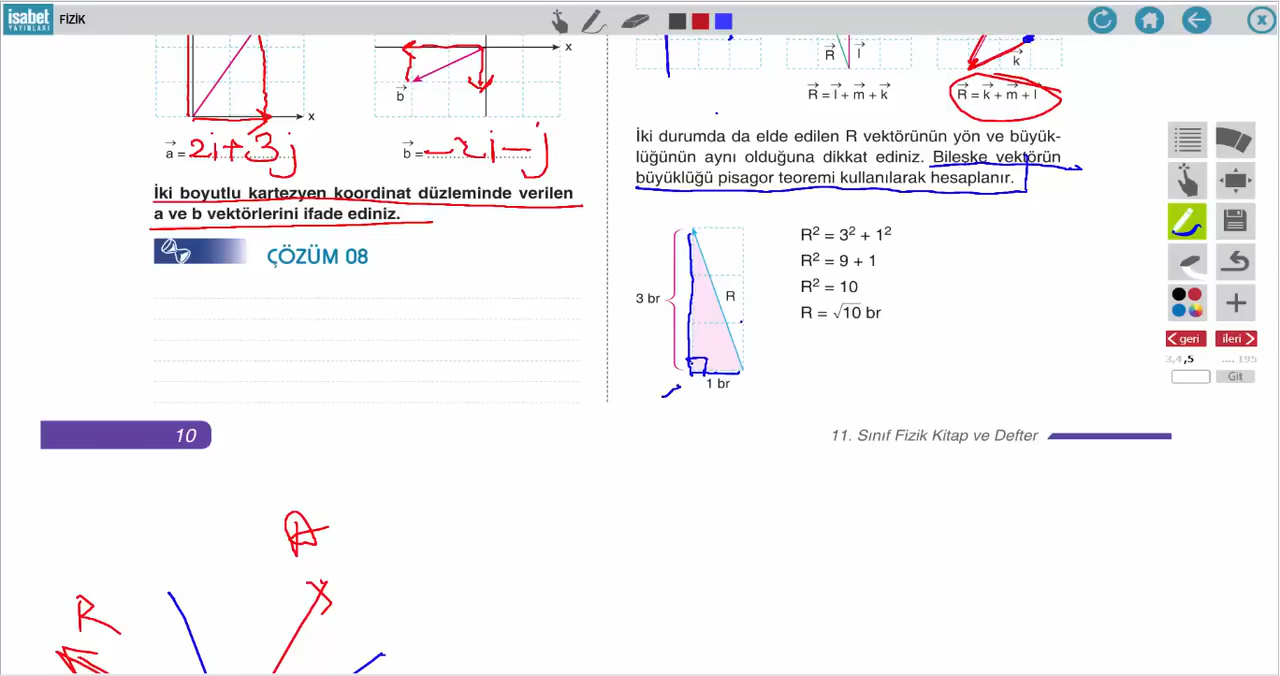 isabet
YAYINLARI
FİZİK
x
a = 2i+3j
x
b
b = -2i-j
İki boyutlu kartezyen koordinat düzleminde verilen
a ve b vektörlerini ifade ediniz.
ÇÖZÜM 08
10
R
A
R l
R = l + m + k
k
R = k + m + l
İki durumda da elde edilen R vektörünün yön ve büyük-
lüğünün aynı olduğuna dikkat ediniz. Bileşke vektörün
büyüklüğü pisagor teoremi kullanılarak hesaplanır.
3 br
R
1 br
R² = 3² + 1²
R² = 9 + 1
R² = 10
R = √10 br
11. Sınıf Fizik Kitap ve Defter
geri ileri
3,4,5 .... 195
Git